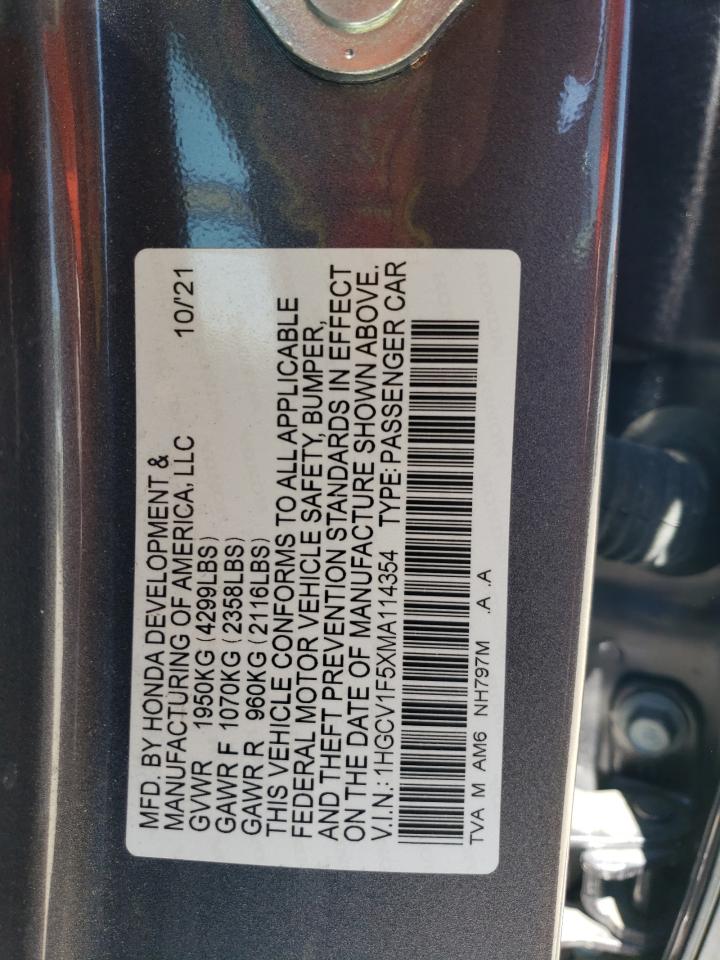 MFD. BY HONDA DEVELOPMENT &
MANUFACTURING OF AMERICA, LLC 10/'21
GVWR 1950KG (4299LBS)
GAWR F 1070KG (2358LBS)
GAWR R 960KG (2116LBS)
THIS VEHICLE CONFORMS TO ALL APPLICABLE
FEDERAL MOTOR VEHICLE SAFETY, BUMPER,
AND THEFT PREVENTION STANDARDS IN EFFECT
ON THE DATE OF MANUFACTURE SHOWN ABOVE.
V.I.N.: 1HGCV1F5XMA114354 TYPE: PASSENGER CAR
TVA M AM6 NH797M .A .A